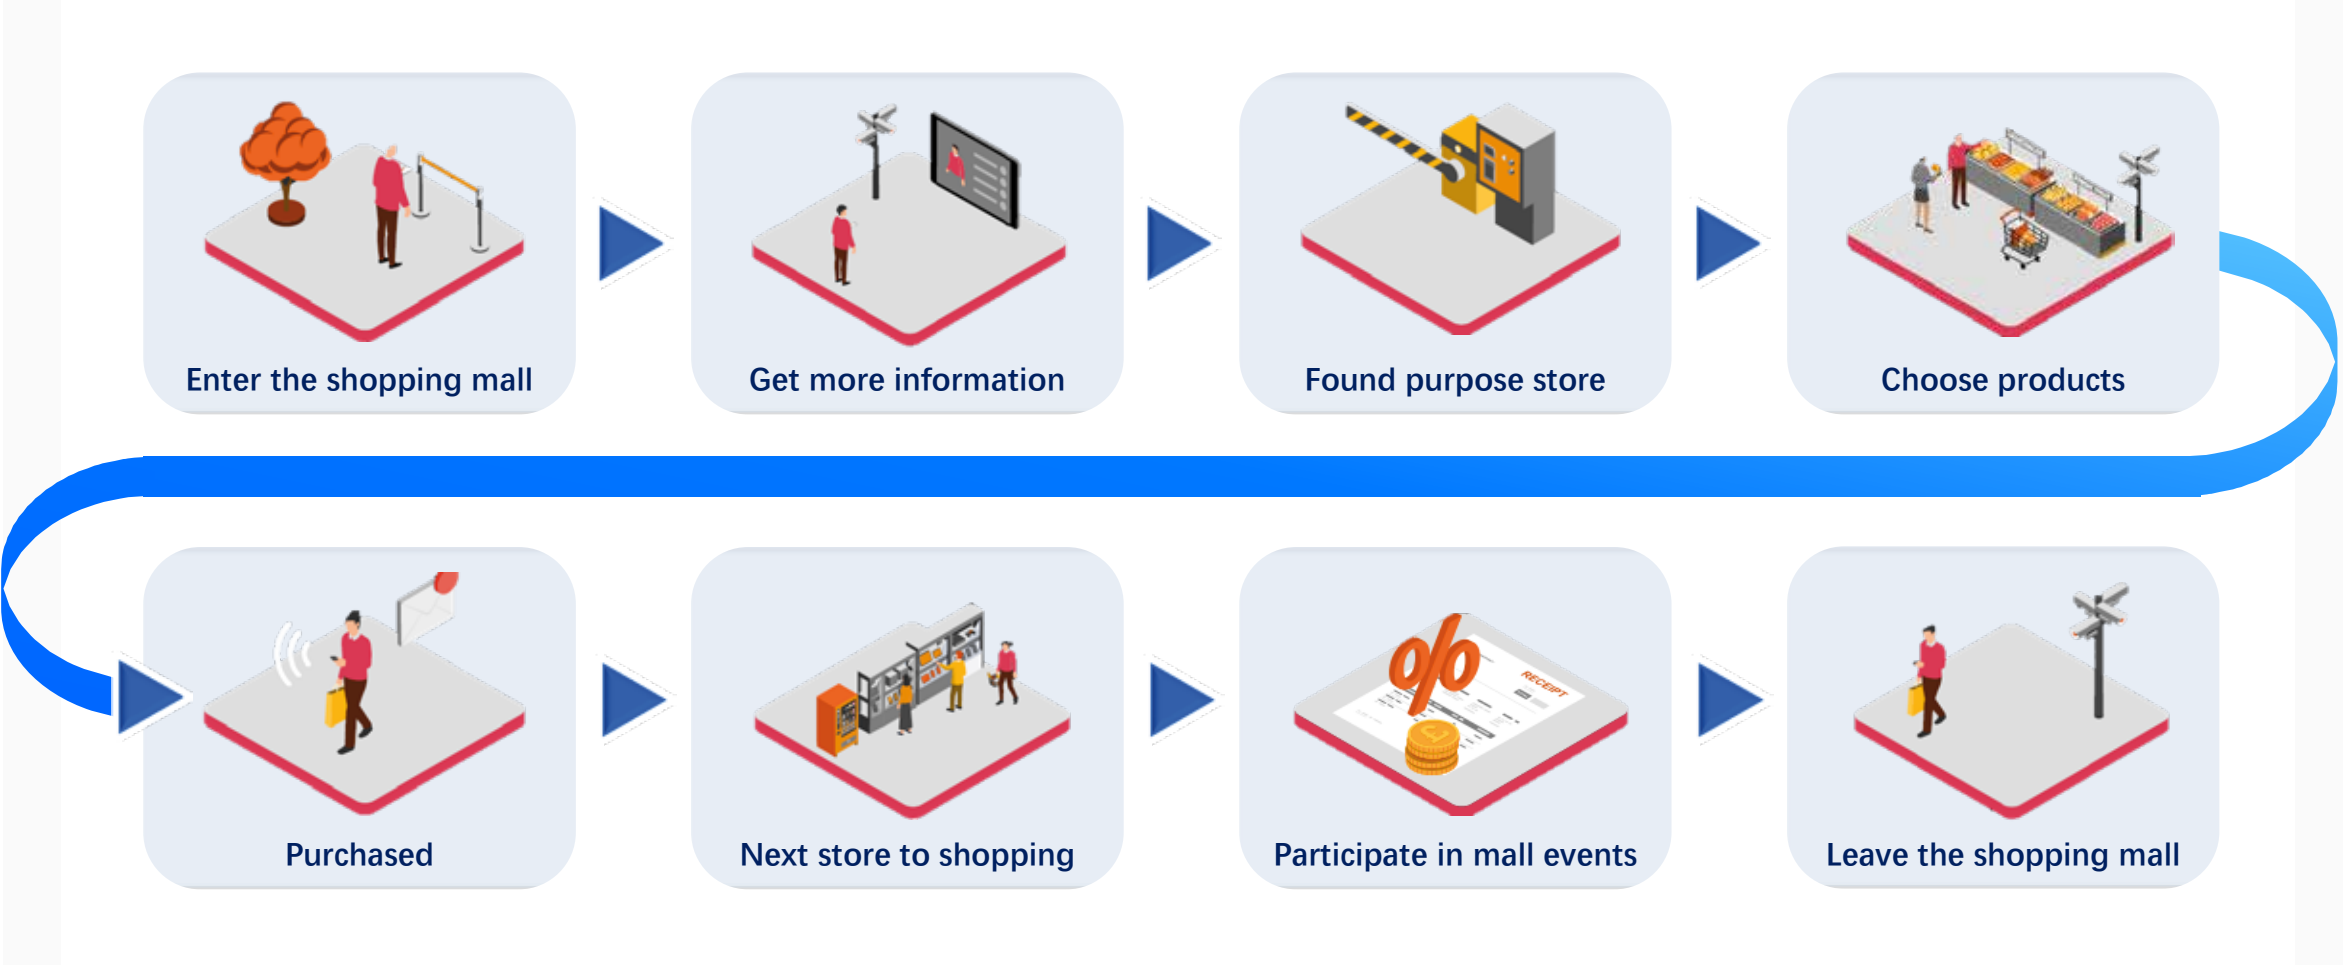 Enter the shopping mall
Get more information
Found purpose store
Choose products
Purchased
Next store to shopping
RECEIPT
Participate in mall events
Leave the shopping mall